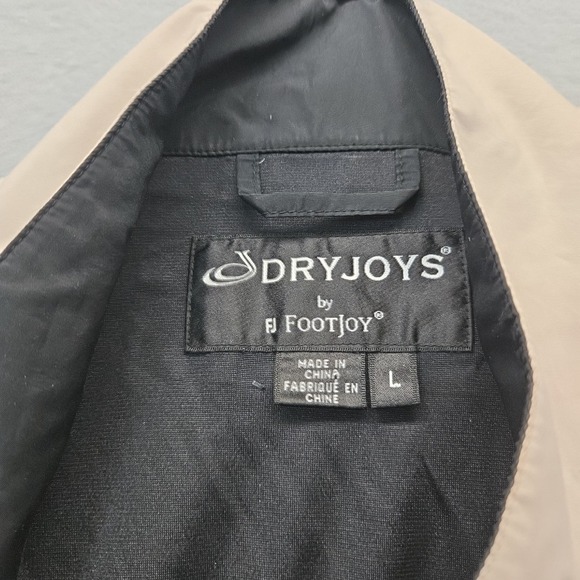 DRYJOYS®
by
FJ FOOTJOY®
MADE IN
CHINA
FABRIQUÉ EN
CHINE
L